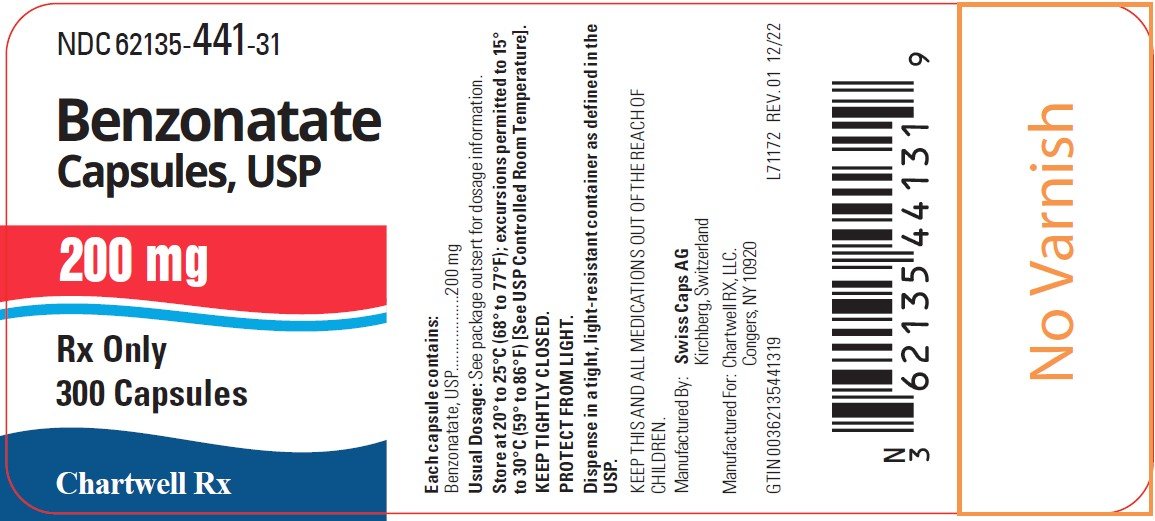 NDC 62135-441-31
Benzonatate
Capsules, USP
200 mg
Rx Only
300 Capsules
Chartwell Rx
Each capsule contains:
Benzonatate, USP....................200 mg
Usual Dosage: See package outsert for dosage information.
Store at 20° to 25°C (68° to 77°F); excursions permitted to 15°
to 30°C (59° to 86°F) [See USP Controlled Room Temperature].
KEEP TIGHTLY CLOSED.
PROTECT FROM LIGHT.
Dispense in a tight, light-resistant container as defined in the
USP.
KEEP THIS AND ALL MEDICATIONS OUT OF THE REACH OF
CHILDREN.
Manufactured By: Swiss Caps AG
Kirchberg, Switzerland
Manufactured For: Chartwell RX, LLC.
Congers, NY 10920
GTIN 00362135441319
L71172 REV. 01 12/22
N
3 62135 44131 9
No Varnish